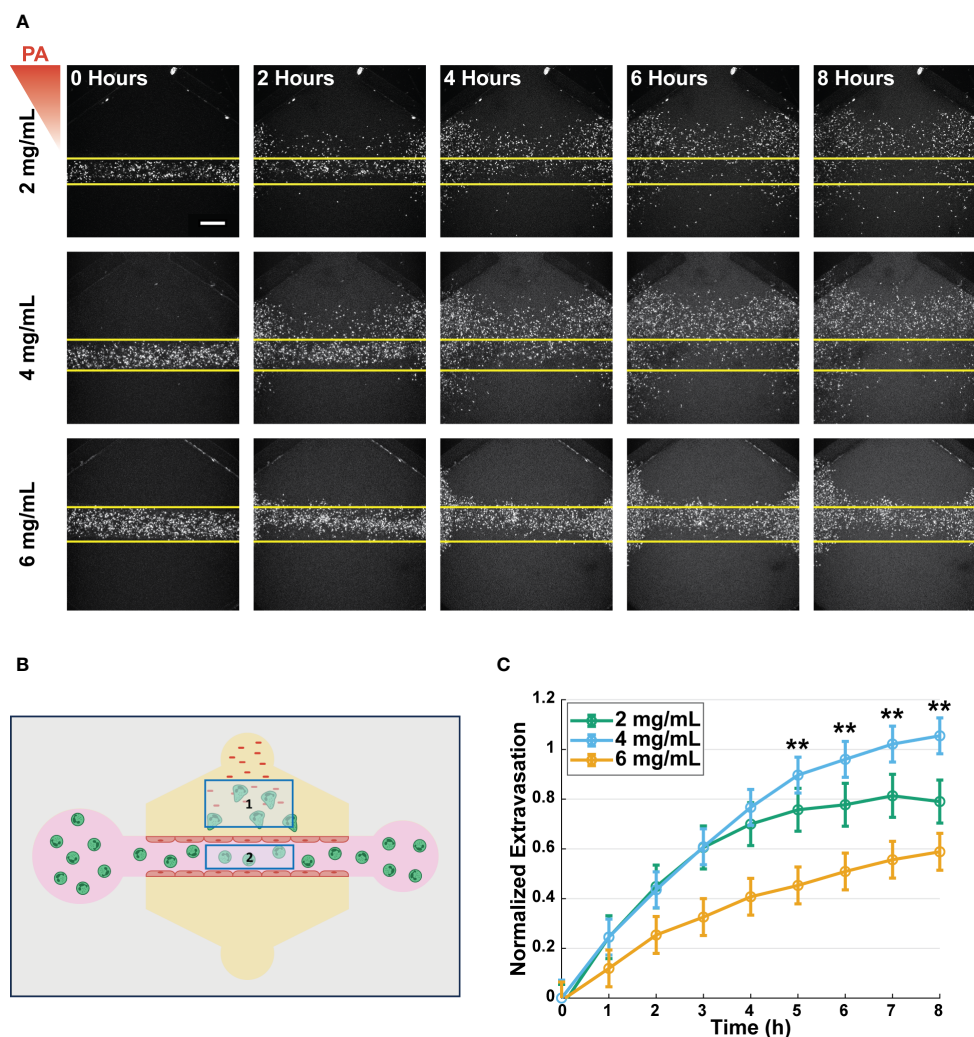 A
PA
0 Hours
2 Hours
4 Hours
6 Hours
8 Hours
2 mg/mL
4 mg/mL
6 mg/mL
B
1
2
C
Normalized Extravasation
1.2
1
0.8
0.6
0.4
0.2
0
2 mg/mL
4 mg/mL
6 mg/mL
** ** ** **
0 1 2 3 4 5 6 7 8
Time (h)